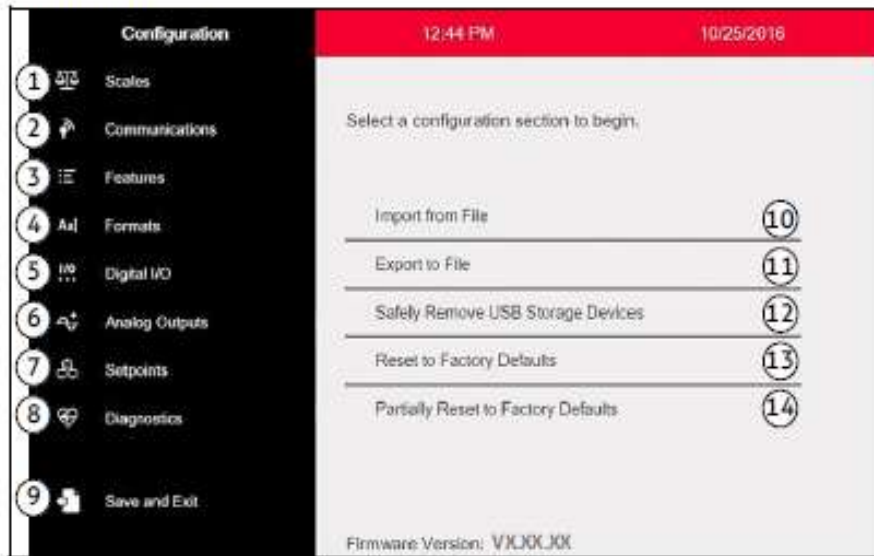 Configuration 12:44 PM 10/25/2016
1 Scales
2 Communications
3 Features
4 Aa| Formats
5 I/O Digital I/O
6 Analog Outputs
7 Setpoints
8 Diagnostics
9 Save and Exit
Select a configuration section to begin.
Import from File 10
Export to File 11
Safely Remove USB Storage Devices 12
Reset to Factory Defaults 13
Partially Reset to Factory Defaults 14
Firmware Version: VX.XX.XX